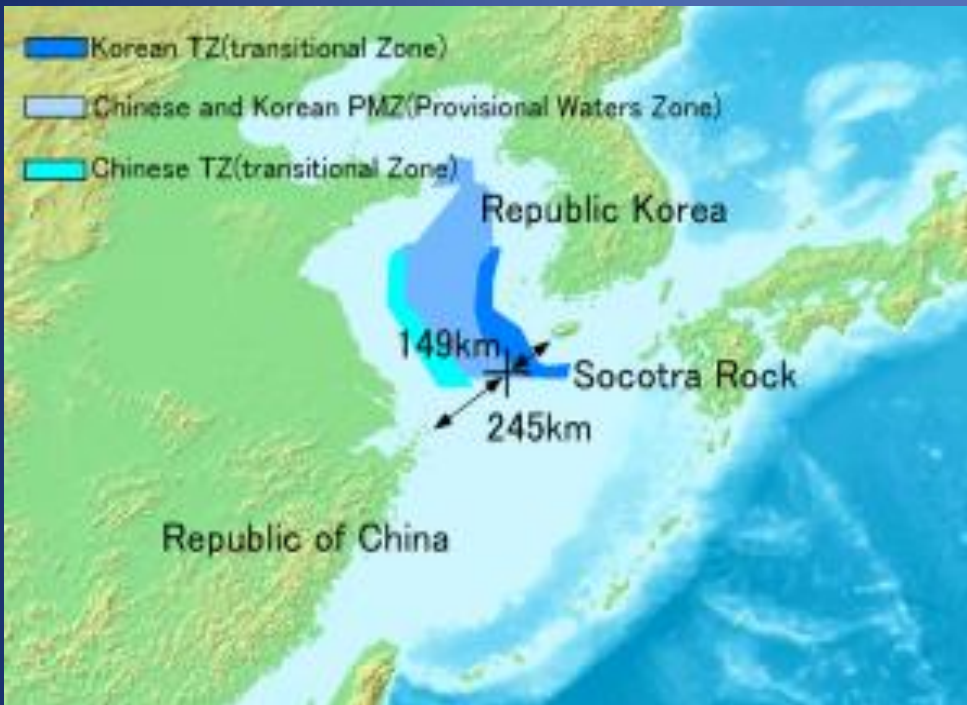 Korean TZ(transitional Zone)
Chinese and Korean PMZ(Provisional Waters Zone)
Chinese TZ(transitional Zone)
Republic Korea
149km
Socotra Rock
245km
Republic of China